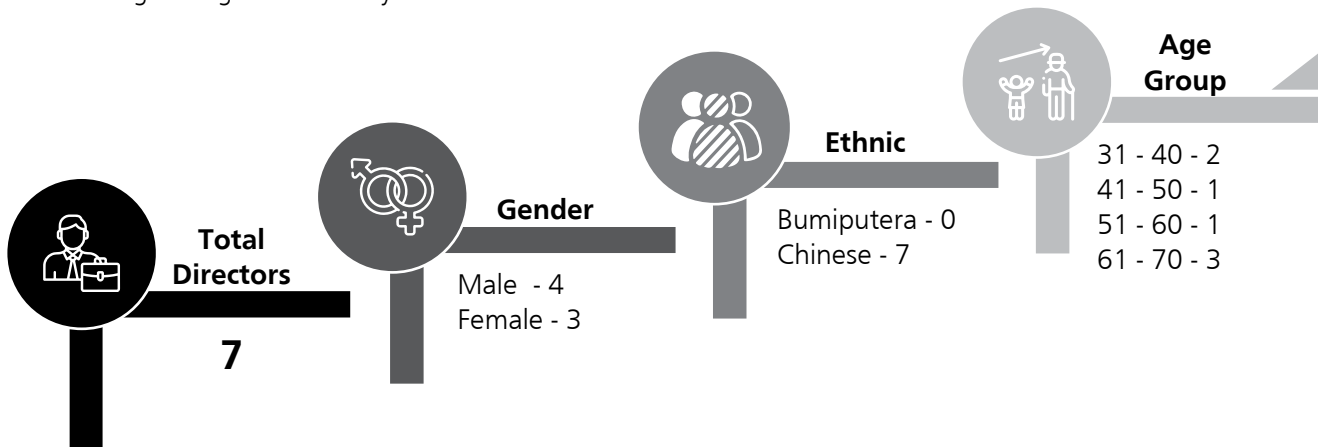 Total
Directors
7
Gender
Male - 4
Female - 3
Ethnic
Bumiputera - 0
Chinese - 7
Age
Group
31 - 40 - 2
41 - 50 - 1
51 - 60 - 1
61 - 70 - 3